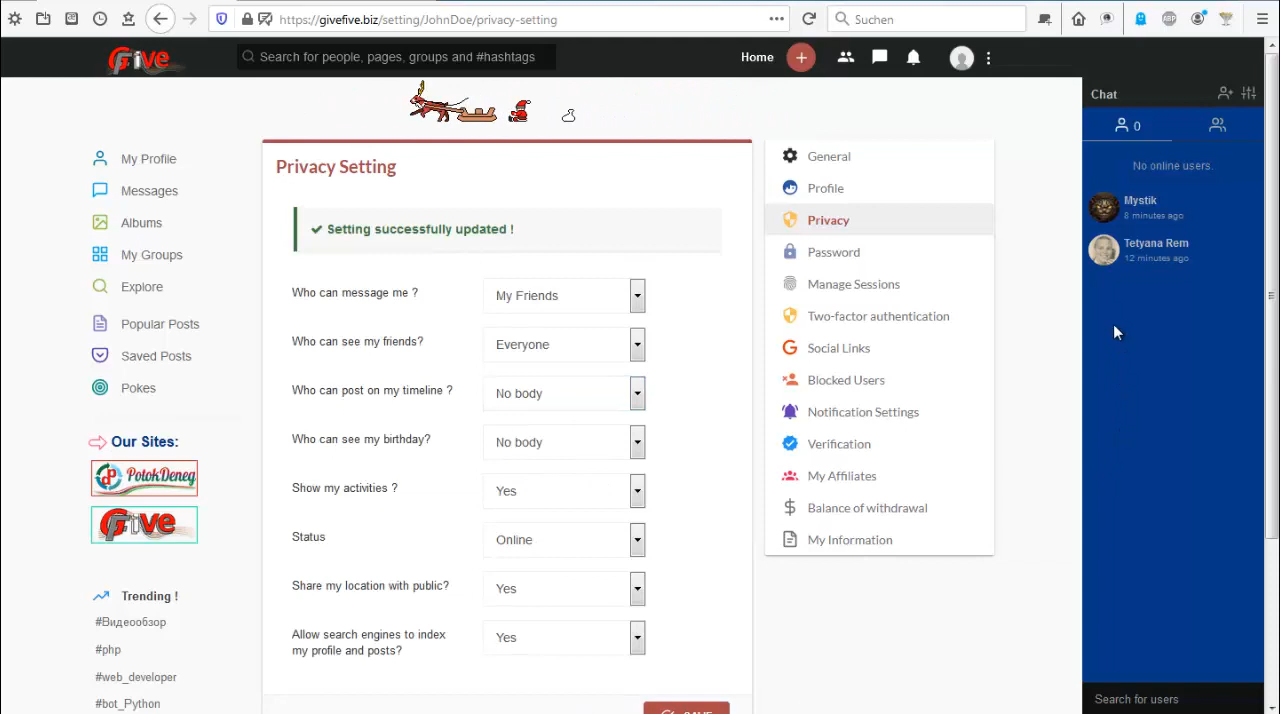 https://givefive.biz/setting/JohnDoe/privacy-setting
Suchen
Five
Search for people, pages, groups and #hashtags
Home
My Profile
Messages
Albums
My Groups
Explore
Popular Posts
Saved Posts
Pokes
Our Sites:
PotokDeneg
Five
Trending !
#Видеообзор
#php
#web_developer
#bot_Python
Privacy Setting
Setting successfully updated !
Who can message me ?
My Friends
Who can see my friends?
Everyone
Who can post on my timeline ?
No body
Who can see my birthday?
No body
Show my activities ?
Yes
Status
Online
Share my location with public?
Yes
Allow search engines to index
my profile and posts?
Yes
SAVE
General
Profile
Privacy
Password
Manage Sessions
Two-factor authentication
Social Links
Blocked Users
Notification Settings
Verification
My Affiliates
Balance of withdrawal
My Information
Chat
0
No online users.
Mystik
8 minutes ago
Tetyana Rem
12 minutes ago
Search for users